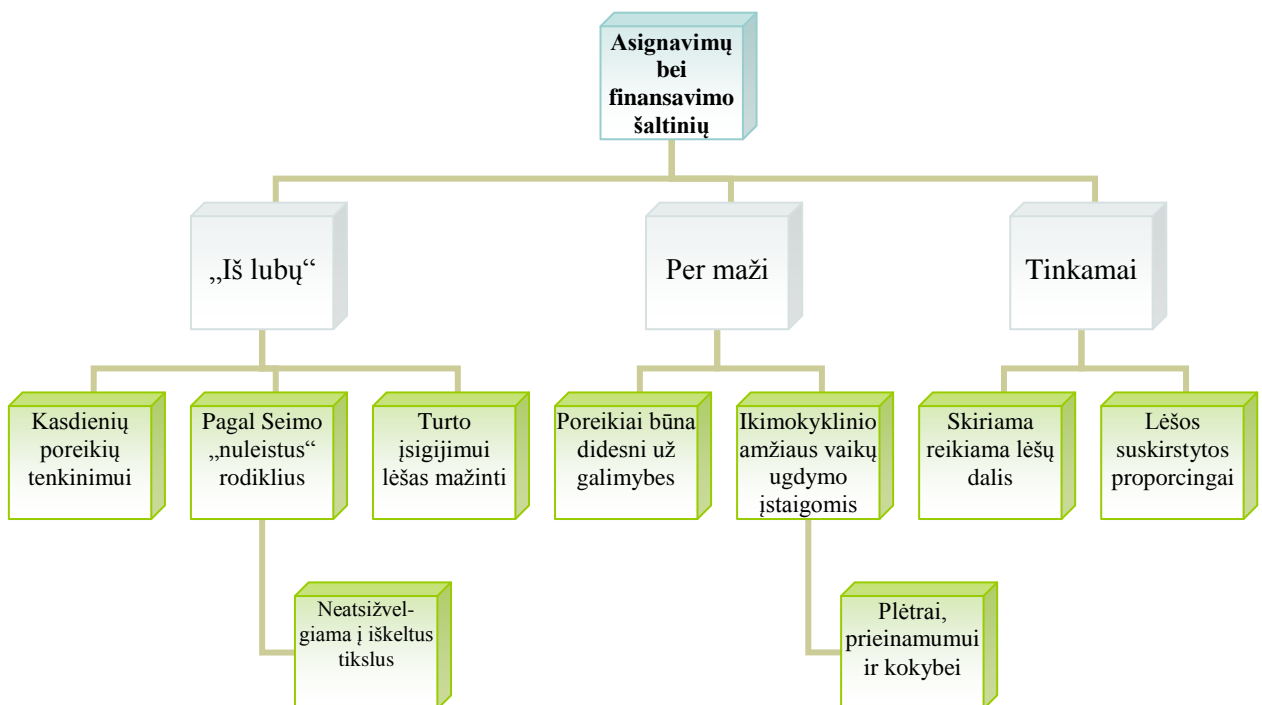 Asignavimų
bei
finansavimo
šaltinių
„Iš lubų“
Per maži
Tinkamai
Kasdienių
poreikių
tenkinimui
Pagal Seimo
„nuleistus“
rodiklius
Turto
įsigijimui
lėšas mažinti
Poreikiai būna
didesni už
galimybes
Ikimokyklinio
amžiaus vaikų
ugdymo
įstaigomis
Skiriama
reikiama lėšų
dalis
Lėšos
suskirstytos
proporcingai
Neatsižvel-
giama į iškeltus
tikslus
Plėtrai,
prieinamumui
ir kokybei